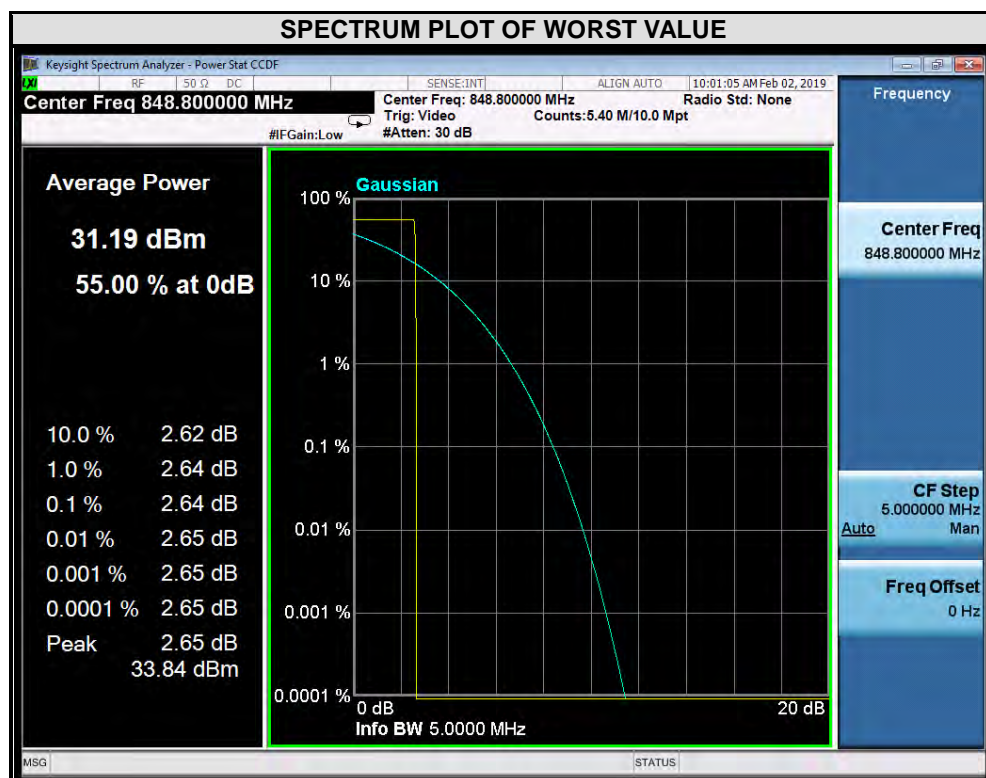 SPECTRUM PLOT OF WORST VALUE
Keysight Spectrum Analyzer - Power Stat CCDF
LXI RF 50 Ω DC SENSE:INT ALIGN AUTO 10:01:05 AM Feb 02, 2019
Center Freq 848.800000 MHz
Center Freq: 848.800000 MHz Radio Std: None
Trig: Video Counts:5.40 M/10.0 Mpt
#IFGain:Low #Atten: 30 dB
Frequency
Average Power
31.19 dBm
55.00 % at 0dB
10.0 % 2.62 dB
1.0 % 2.64 dB
0.1 % 2.64 dB
0.01 % 2.65 dB
0.001 % 2.65 dB
0.0001 % 2.65 dB
Peak 2.65 dB
33.84 dBm
Gaussian
100 %
10 %
1 %
0.1 %
0.01 %
0.001 %
0.0001 %
0 dB 20 dB
Info BW 5.0000 MHz
Center Freq
848.800000 MHz
CF Step
5.000000 MHz
Auto Man
Freq Offset
0 Hz
MSG STATUS